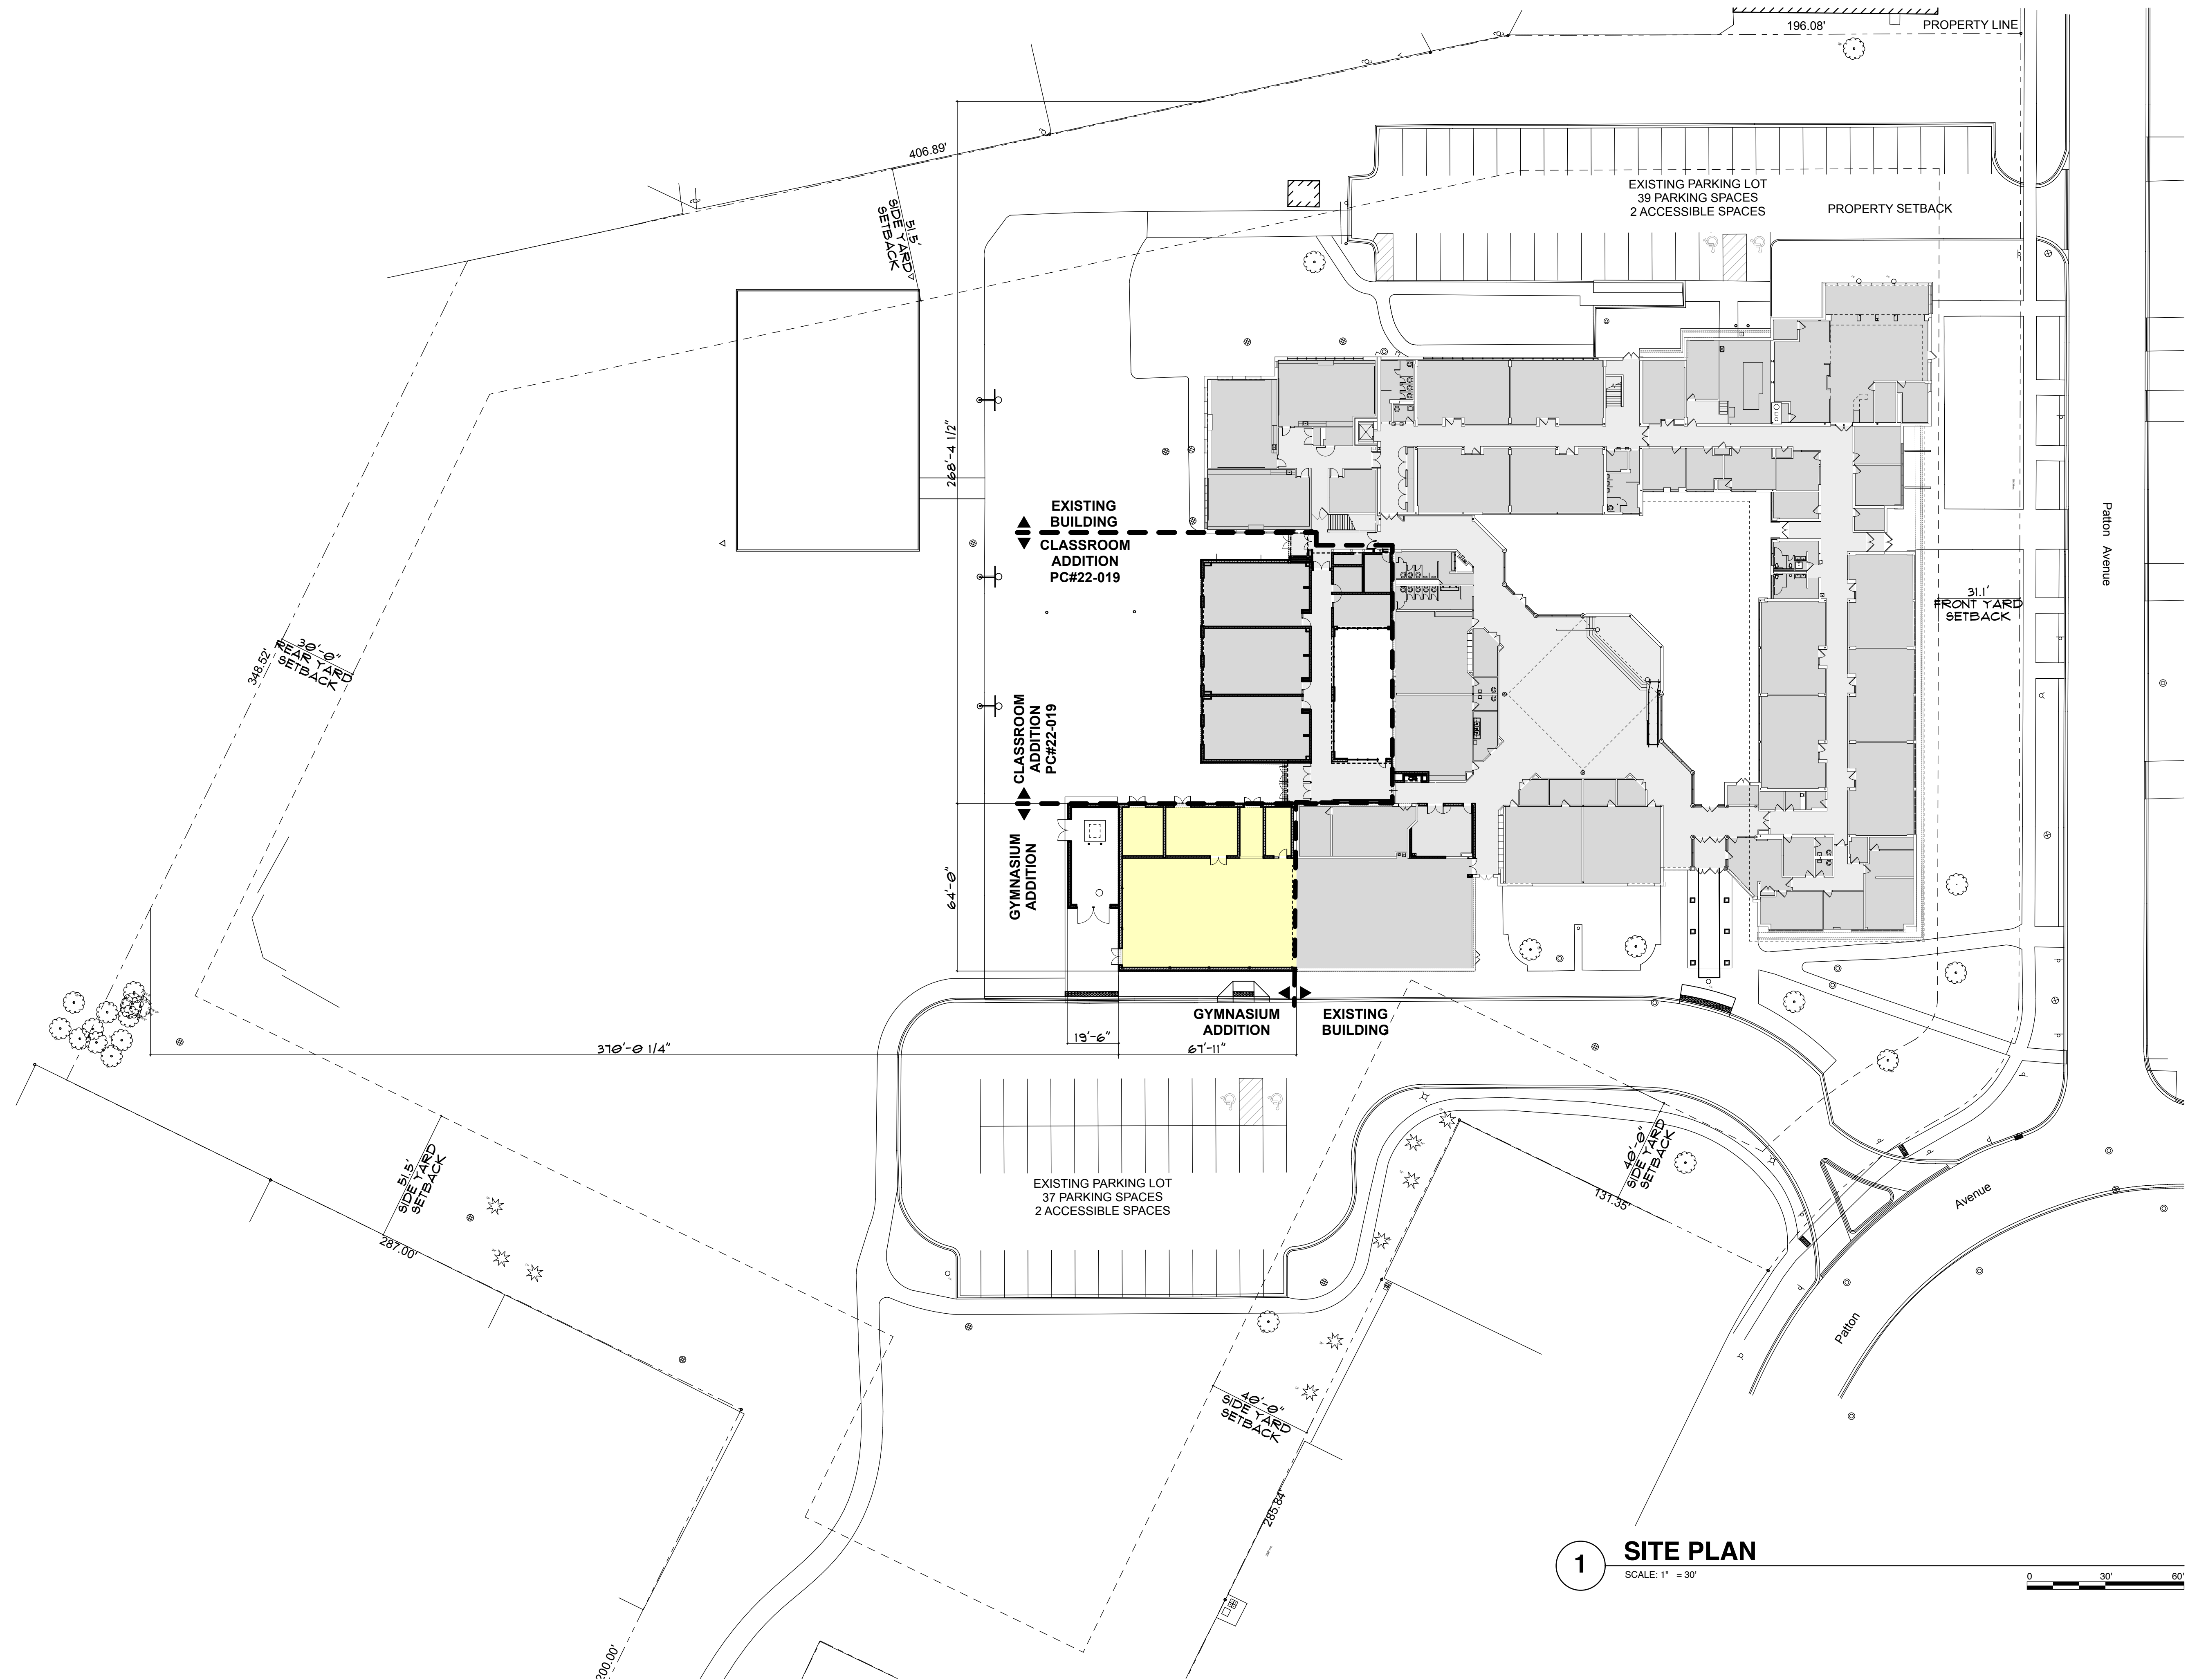 196.08'
PROPERTY LINE
406.89'
51.5'
SIDE YARD
SETBACK
EXISTING PARKING LOT
39 PARKING SPACES
2 ACCESSIBLE SPACES
PROPERTY SETBACK
268'-4 1/2"
EXISTING
BUILDING
CLASSROOM
ADDITION
PC#22-019
Patton Avenue
31.1'
FRONT YARD
SETBACK
348.52'
30'-0"
REAR YARD
SETBACK
CLASSROOM
ADDITION
PC#22-019
GYMNASIUM
ADDITION
64'-0"
GYMNASIUM
ADDITION
EXISTING
BUILDING
370'-0 1/4"
19'-6"
67'-11"
51.5'
SIDE YARD
SETBACK
287.00'
EXISTING PARKING LOT
37 PARKING SPACES
2 ACCESSIBLE SPACES
40'-0"
SIDE YARD
SETBACK
131.35'
Avenue
Patton
40'-0"
SIDE YARD
SETBACK
285.84'
200.00'
1
SITE PLAN
SCALE: 1" = 30'
0 30' 60'